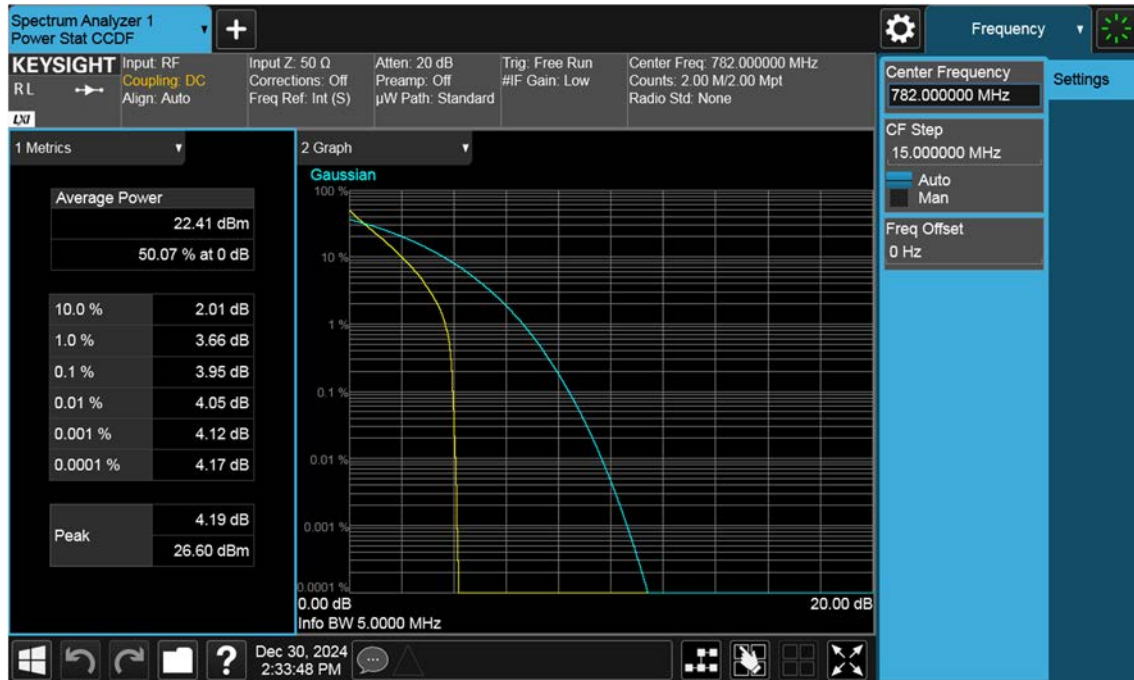 Spectrum Analyzer 1
Power Stat CCDF
Frequency
KEYSIGHT
RL
LXI
Input: RF
Coupling: DC
Align: Auto
Input Z: 50 Ω
Corrections: Off
Freq Ref: Int (S)
Atten: 20 dB
Preamp: Off
µW Path: Standard
Trig: Free Run
#IF Gain: Low
Center Freq: 782.000000 MHz
Counts: 2.00 M/2.00 Mpt
Radio Std: None
Center Frequency
782.000000 MHz
Settings
CF Step
15.000000 MHz
Auto
Man
Freq Offset
0 Hz
1 Metrics
Average Power
22.41 dBm
50.07 % at 0 dB
10.0 % 2.01 dB
1.0 % 3.66 dB
0.1 % 3.95 dB
0.01 % 4.05 dB
0.001 % 4.12 dB
0.0001 % 4.17 dB
Peak
4.19 dB
26.60 dBm
2 Graph
Gaussian
100 %
10 %
1 %
0.1 %
0.01 %
0.001 %
0.0001 %
0.00 dB 20.00 dB
Info BW 5.0000 MHz
?
Dec 30, 2024
2:33:48 PM